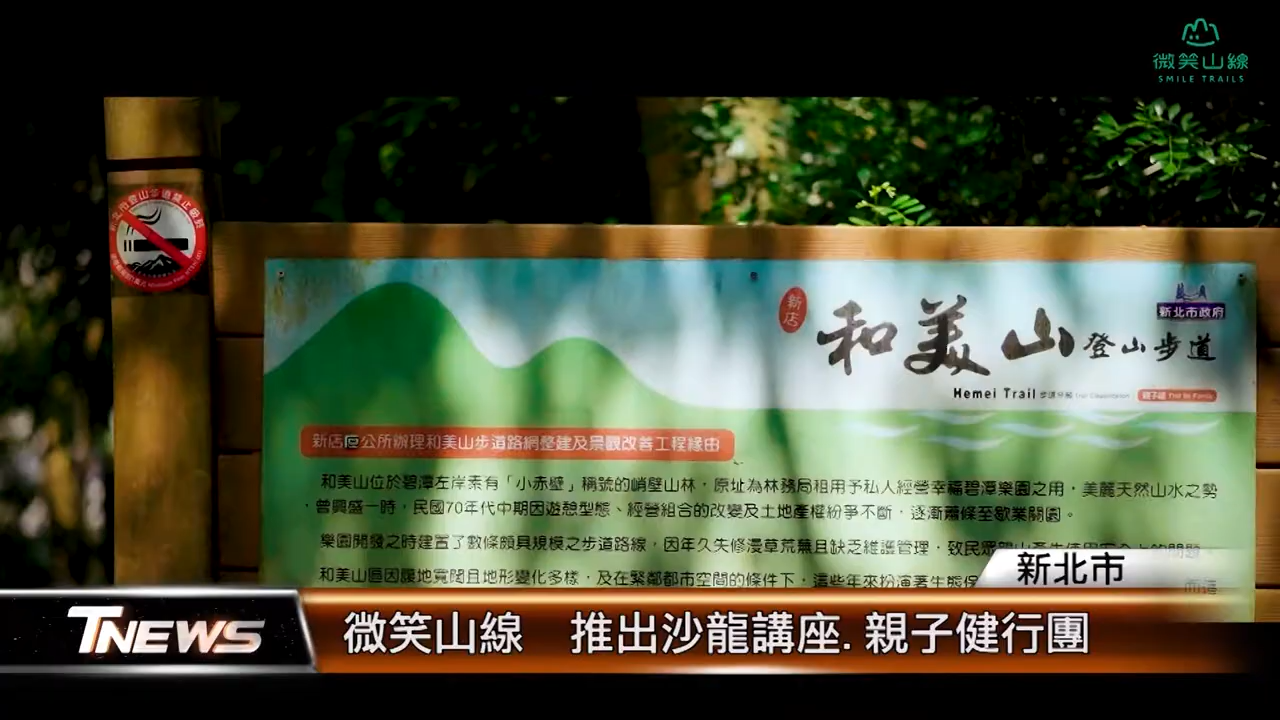 微笑山線
SMILE TRAILS
新北市登山步道禁止吸菸
新店
和美山登山步道
新北市政府
Hemei Trail
新店區公所辦理和美山步道路網整建及景觀改善工程緣由
和美山位於碧潭左岸素有「小赤壁」稱號的峭壁山林，原址為林務局租用予私人經營幸福碧潭樂園之用，美麗天然山水之勢
，曾興盛一時，民國70年代中期因遊憩型態、經營組合的改變及土地產權紛爭不斷，逐漸蕭條至歇業關園。
樂園開發之時建置了數條頗具規模之步道路線，因年久失修漫草荒蕪且缺乏維護管理，致民眾
和美山區因腹地寬闊且地形變化多樣，及在緊鄰都市空間的條件下，這些年來扮演著生態保
新北市
TNEWS
微笑山線 推出沙龍講座.親子健行團